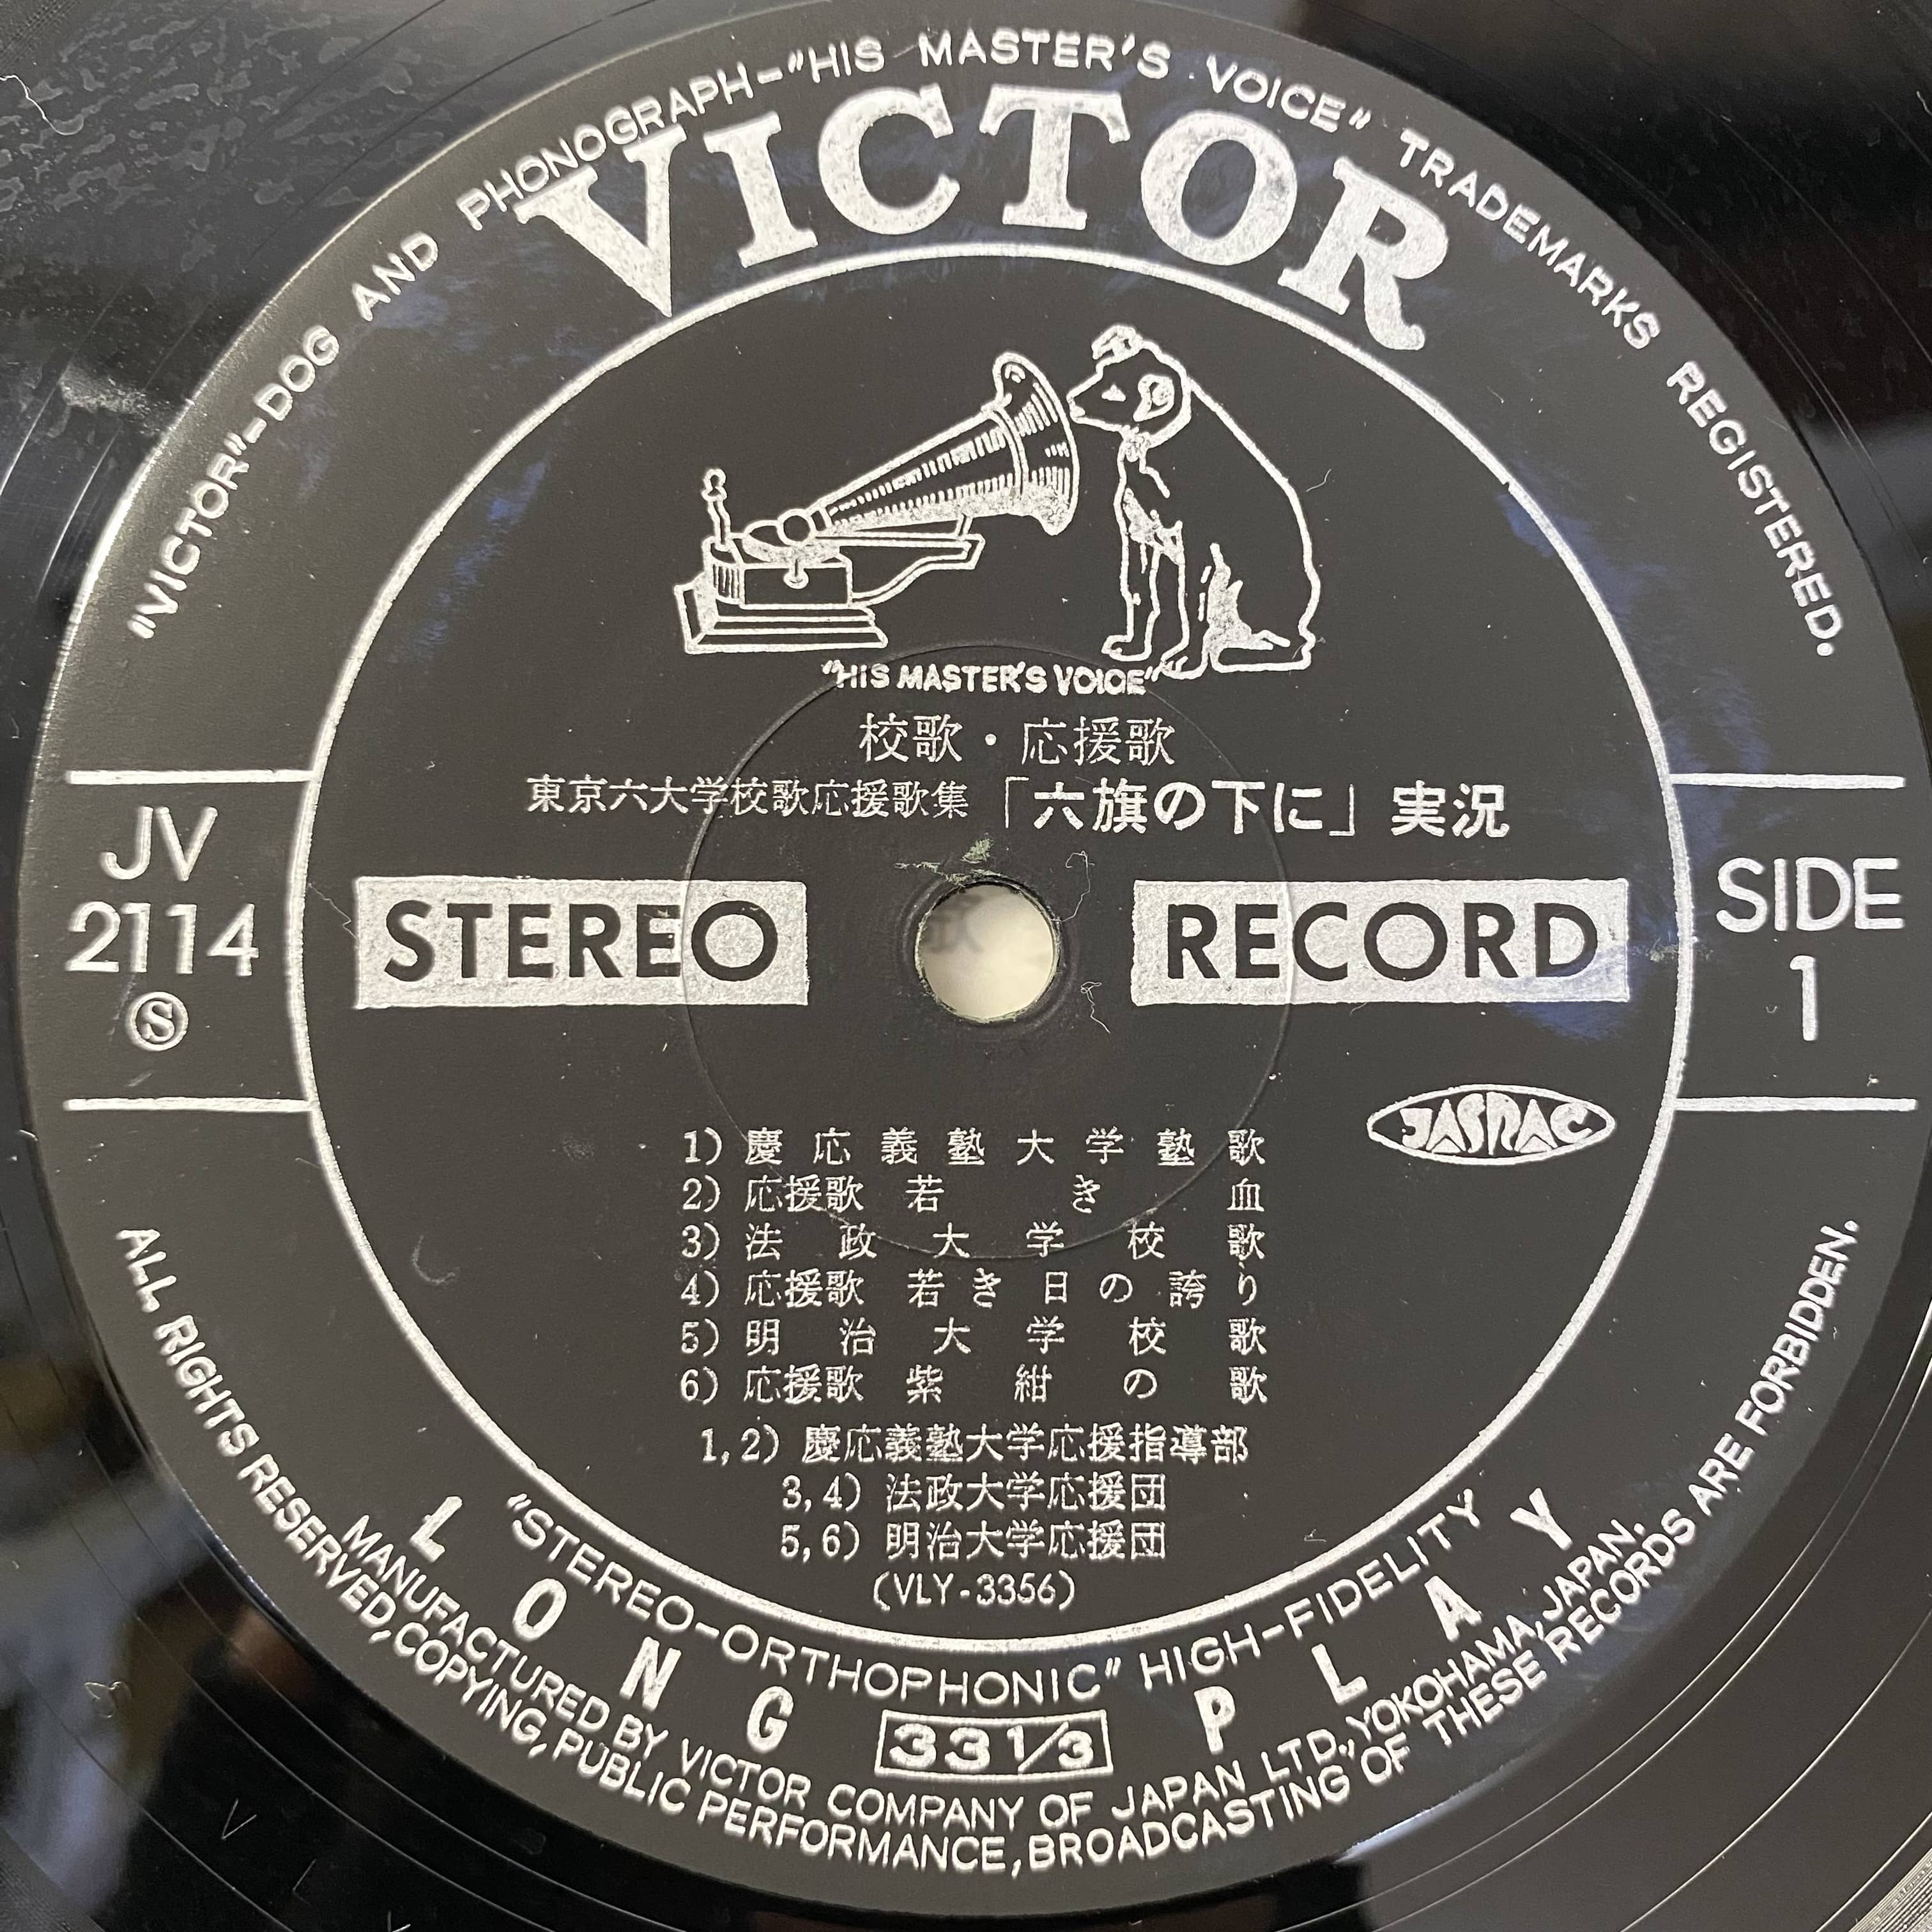 "VICTOR"-DOG AND PHONOGRAPH-"HIS MASTER'S VOICE" TRADEMARKS REGISTERED.
VICTOR
"HIS MASTER'S VOICE"
校歌・応援歌
東京六大学校歌応援歌集「六旗の下に」実況
JV
2114
Ⓢ
STEREO RECORD
SIDE
1
JASRAC
1) 慶応義塾大学塾歌
2) 応援歌 若き血
3) 法政大学校歌
4) 応援歌 若き日の誇り
5) 明治大学校歌
6) 応援歌 紫紺の歌
1,2) 慶応義塾大学応援指導部
3,4) 法政大学応援団
5,6) 明治大学応援団
(VLY-3356)
"STEREO-ORTHOPHONIC" HIGH-FIDELITY
LONG 33 1/3 PLAY
MANUFACTURED BY VICTOR COMPANY OF JAPAN LTD., YOKOHAMA, JAPAN.
ALL RIGHTS RESERVED, COPYING, PUBLIC PERFORMANCE, BROADCASTING OF THESE RECORDS ARE FORBIDDEN.